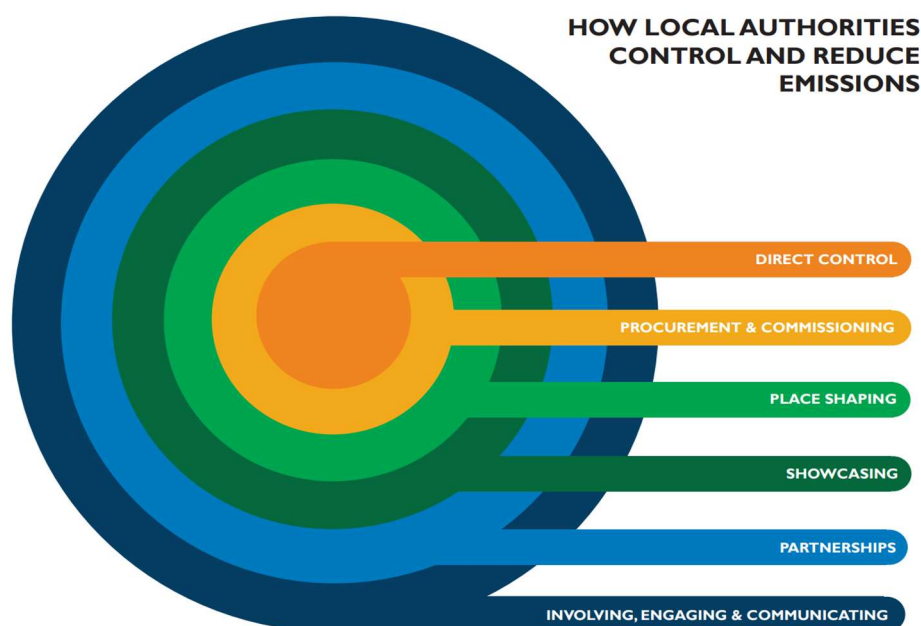 HOW LOCAL AUTHORITIES
CONTROL AND REDUCE
EMISSIONS
DIRECT CONTROL
PROCUREMENT & COMMISSIONING
PLACE SHAPING
SHOWCASING
PARTNERSHIPS
INVOLVING, ENGAGING & COMMUNICATING